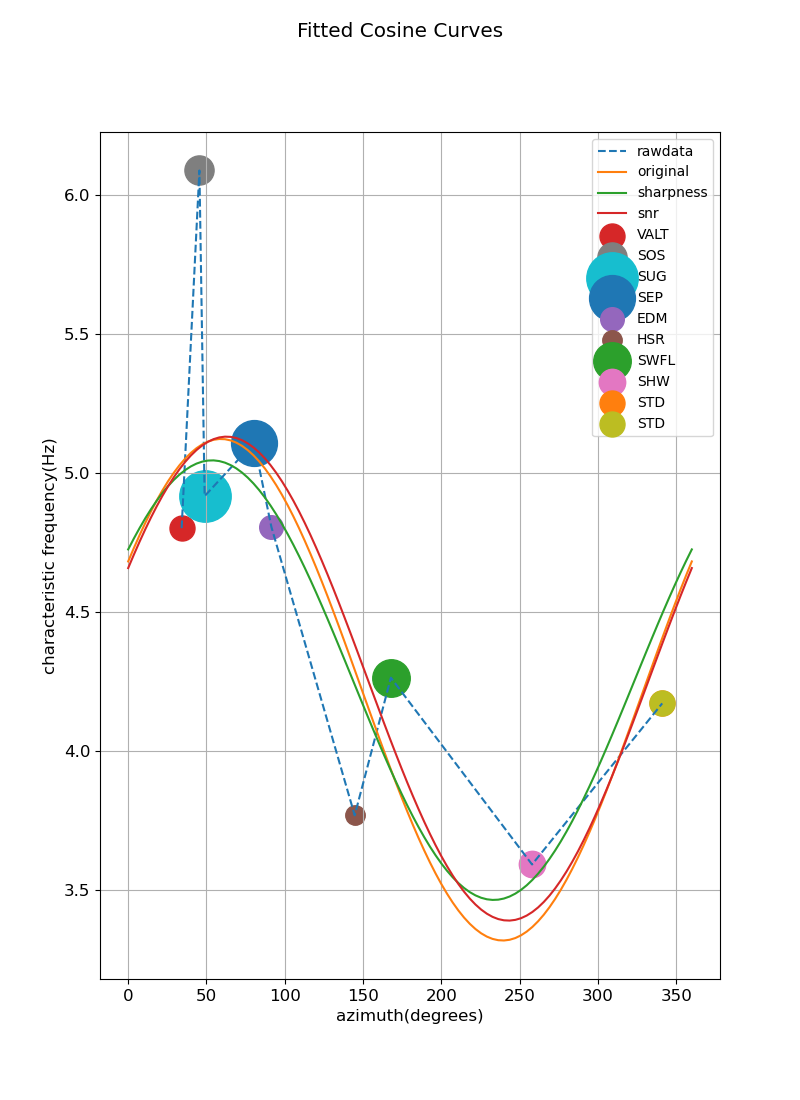 Fitted Cosine Curves
rawdata
original
sharpness
snr
VALT
SOS
SUG
SEP
EDM
HSR
SWFL
SHW
STD
STD
6.0
5.5
5.0
4.5
4.0
3.5
characteristic frequency(Hz)
0 50 100 150 200 250 300 350
azimuth(degrees)